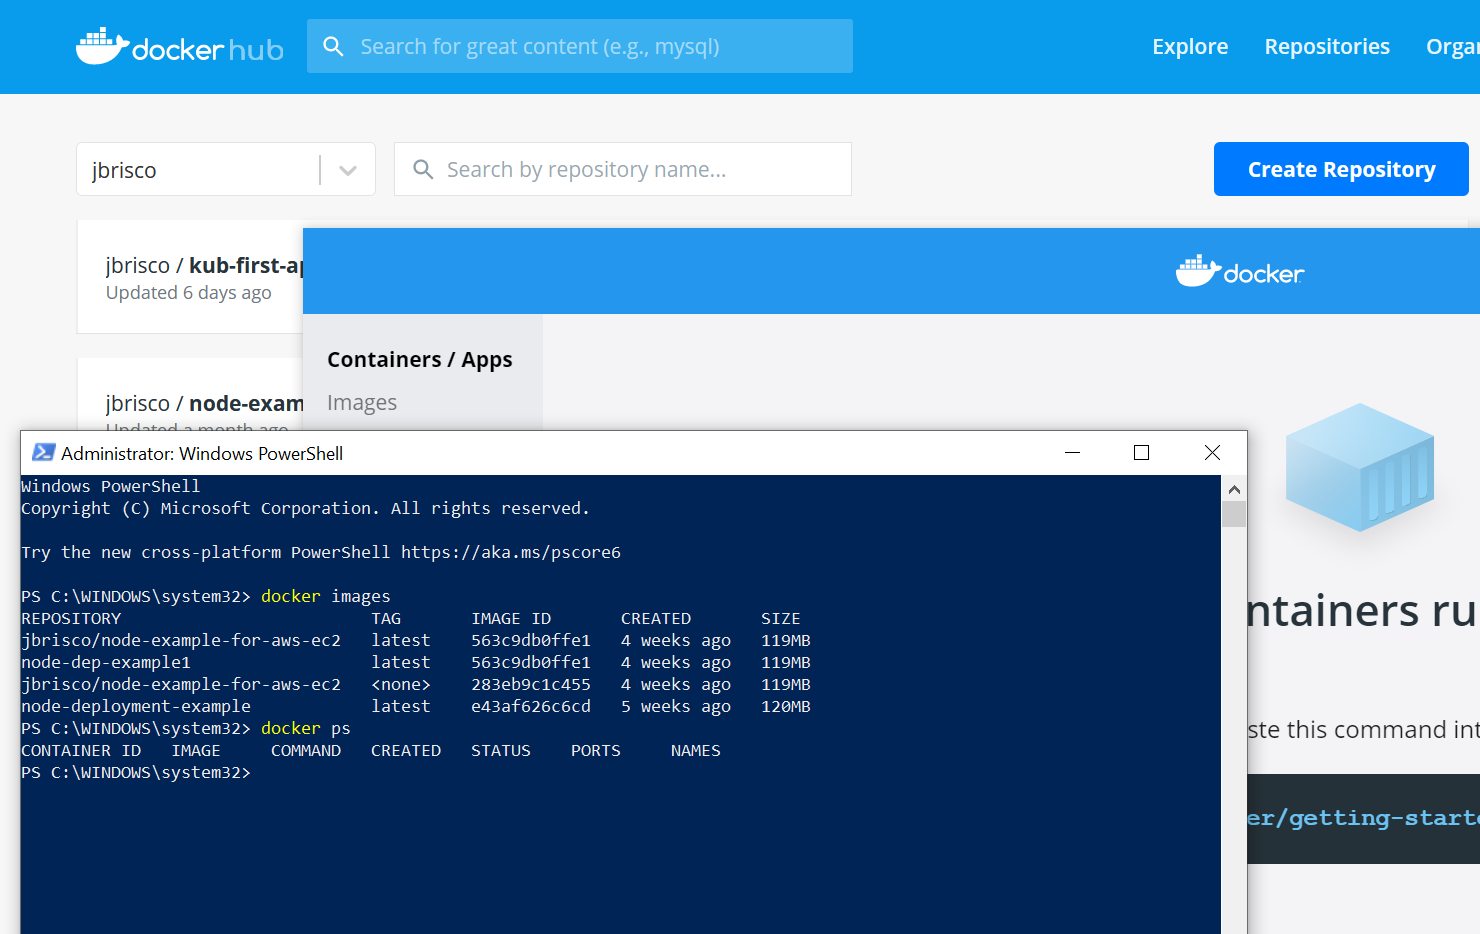 docker hub
Search for great content (e.g., mysql)
Explore
Repositories
jbrisco
Search by repository name...
Create Repository
jbrisco / kub-first-ap
Updated 6 days ago
docker
Containers / Apps
Images
jbrisco / node-exam
Updated a month ago
Administrator: Windows PowerShell
Windows PowerShell
Copyright (C) Microsoft Corporation. All rights reserved.
Try the new cross-platform PowerShell https://aka.ms/pscore6
PS C:\WINDOWS\system32> docker images
REPOSITORY TAG IMAGE ID CREATED SIZE
jbrisco/node-example-for-aws-ec2 latest 563c9db0ffe1 4 weeks ago 119MB
node-dep-example1 latest 563c9db0ffe1 4 weeks ago 119MB
jbrisco/node-example-for-aws-ec2 <none> 283eb9c1c455 4 weeks ago 119MB
node-deployment-example latest e43af626c6cd 5 weeks ago 120MB
PS C:\WINDOWS\system32> docker ps
CONTAINER ID IMAGE COMMAND CREATED STATUS PORTS NAMES
PS C:\WINDOWS\system32>
ntainers ru
ste this command int
er/getting-starte